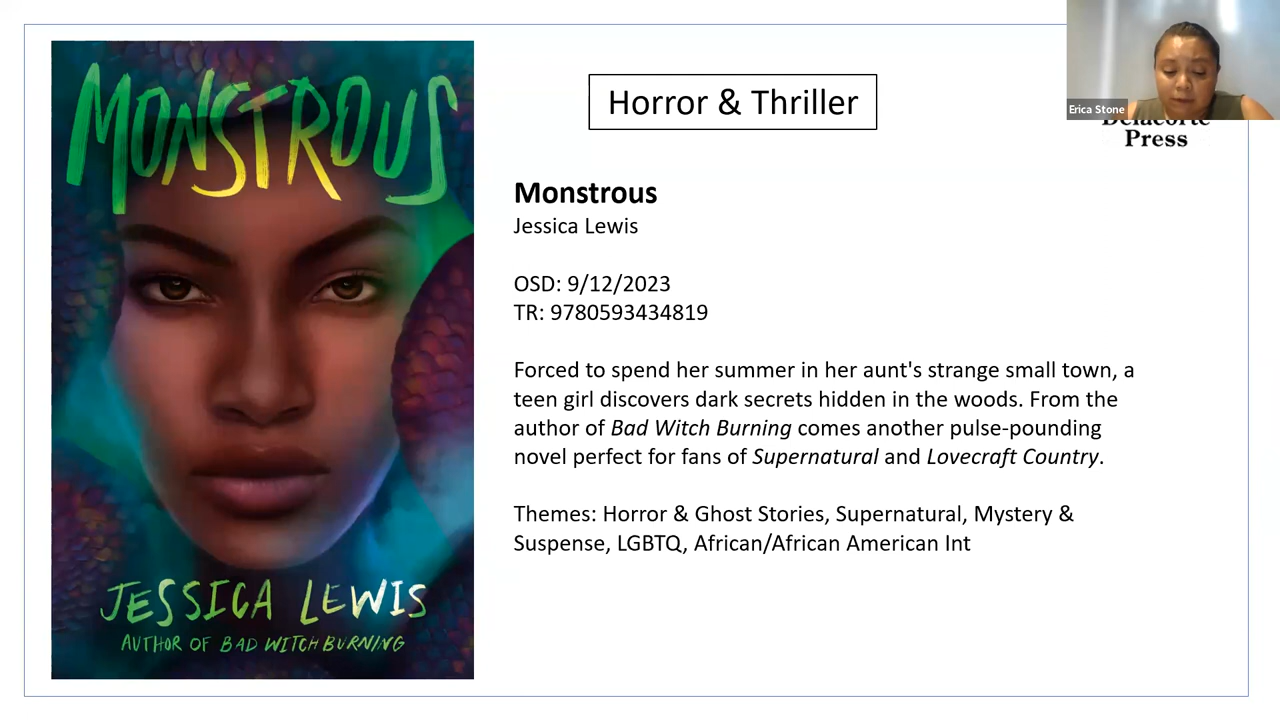 MONSTROUS
JESSICA LEWIS
AUTHOR OF BAD WITCH BURNING
Horror & Thriller
Erica Stone
Delacorte
Press
Monstrous
Jessica Lewis
OSD: 9/12/2023
TR: 9780593434819
Forced to spend her summer in her aunt's strange small town, a
teen girl discovers dark secrets hidden in the woods. From the
author of Bad Witch Burning comes another pulse-pounding
novel perfect for fans of Supernatural and Lovecraft Country.
Themes: Horror & Ghost Stories, Supernatural, Mystery &
Suspense, LGBTQ, African/African American Int